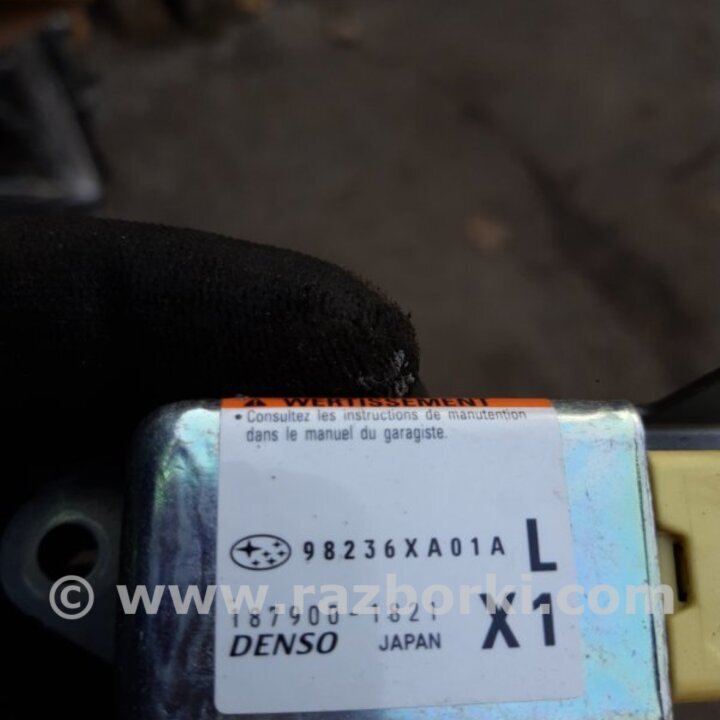 WERTISSEMENT
• Consultez les instructions de manutention
dans le manuel du garagiste.
98236XA01A L
© www.razborki.com
187900-1821 X1
DENSO JAPAN